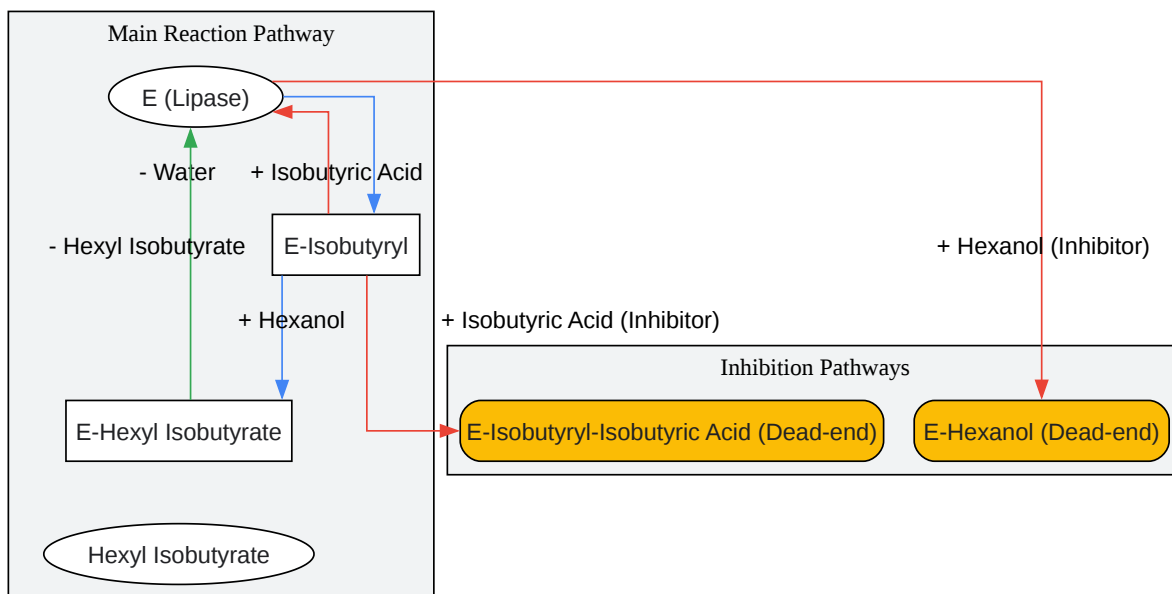 Main Reaction Pathway
E (Lipase)
- Water
+ Isobutyric Acid
- Hexyl Isobutyrate
E-Isobutyryl
+ Hexanol (Inhibitor)
+ Hexanol
+ Isobutyric Acid (Inhibitor)
Inhibition Pathways
E-Hexyl Isobutyrate
E-Isobutyryl-Isobutyric Acid (Dead-end)
E-Hexanol (Dead-end)
Hexyl Isobutyrate